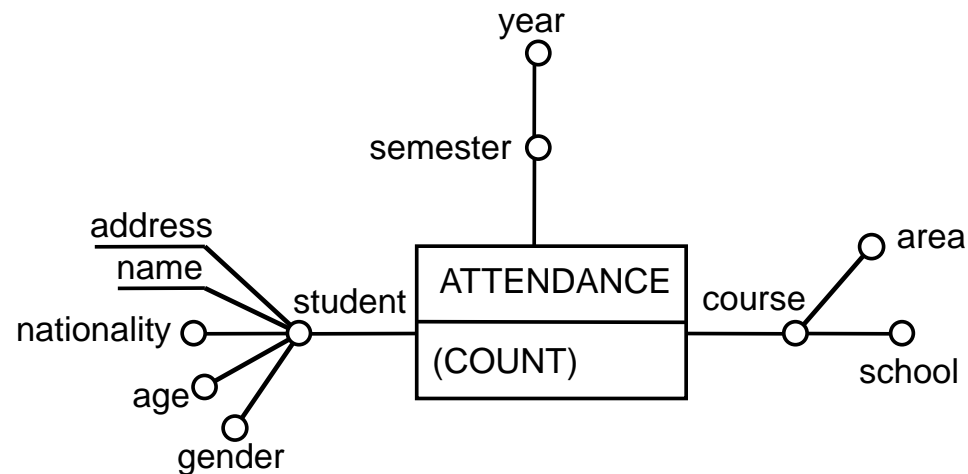 year
semester
address
name
nationality
age
gender
student
ATTENDANCE
(COUNT)
course
area
school